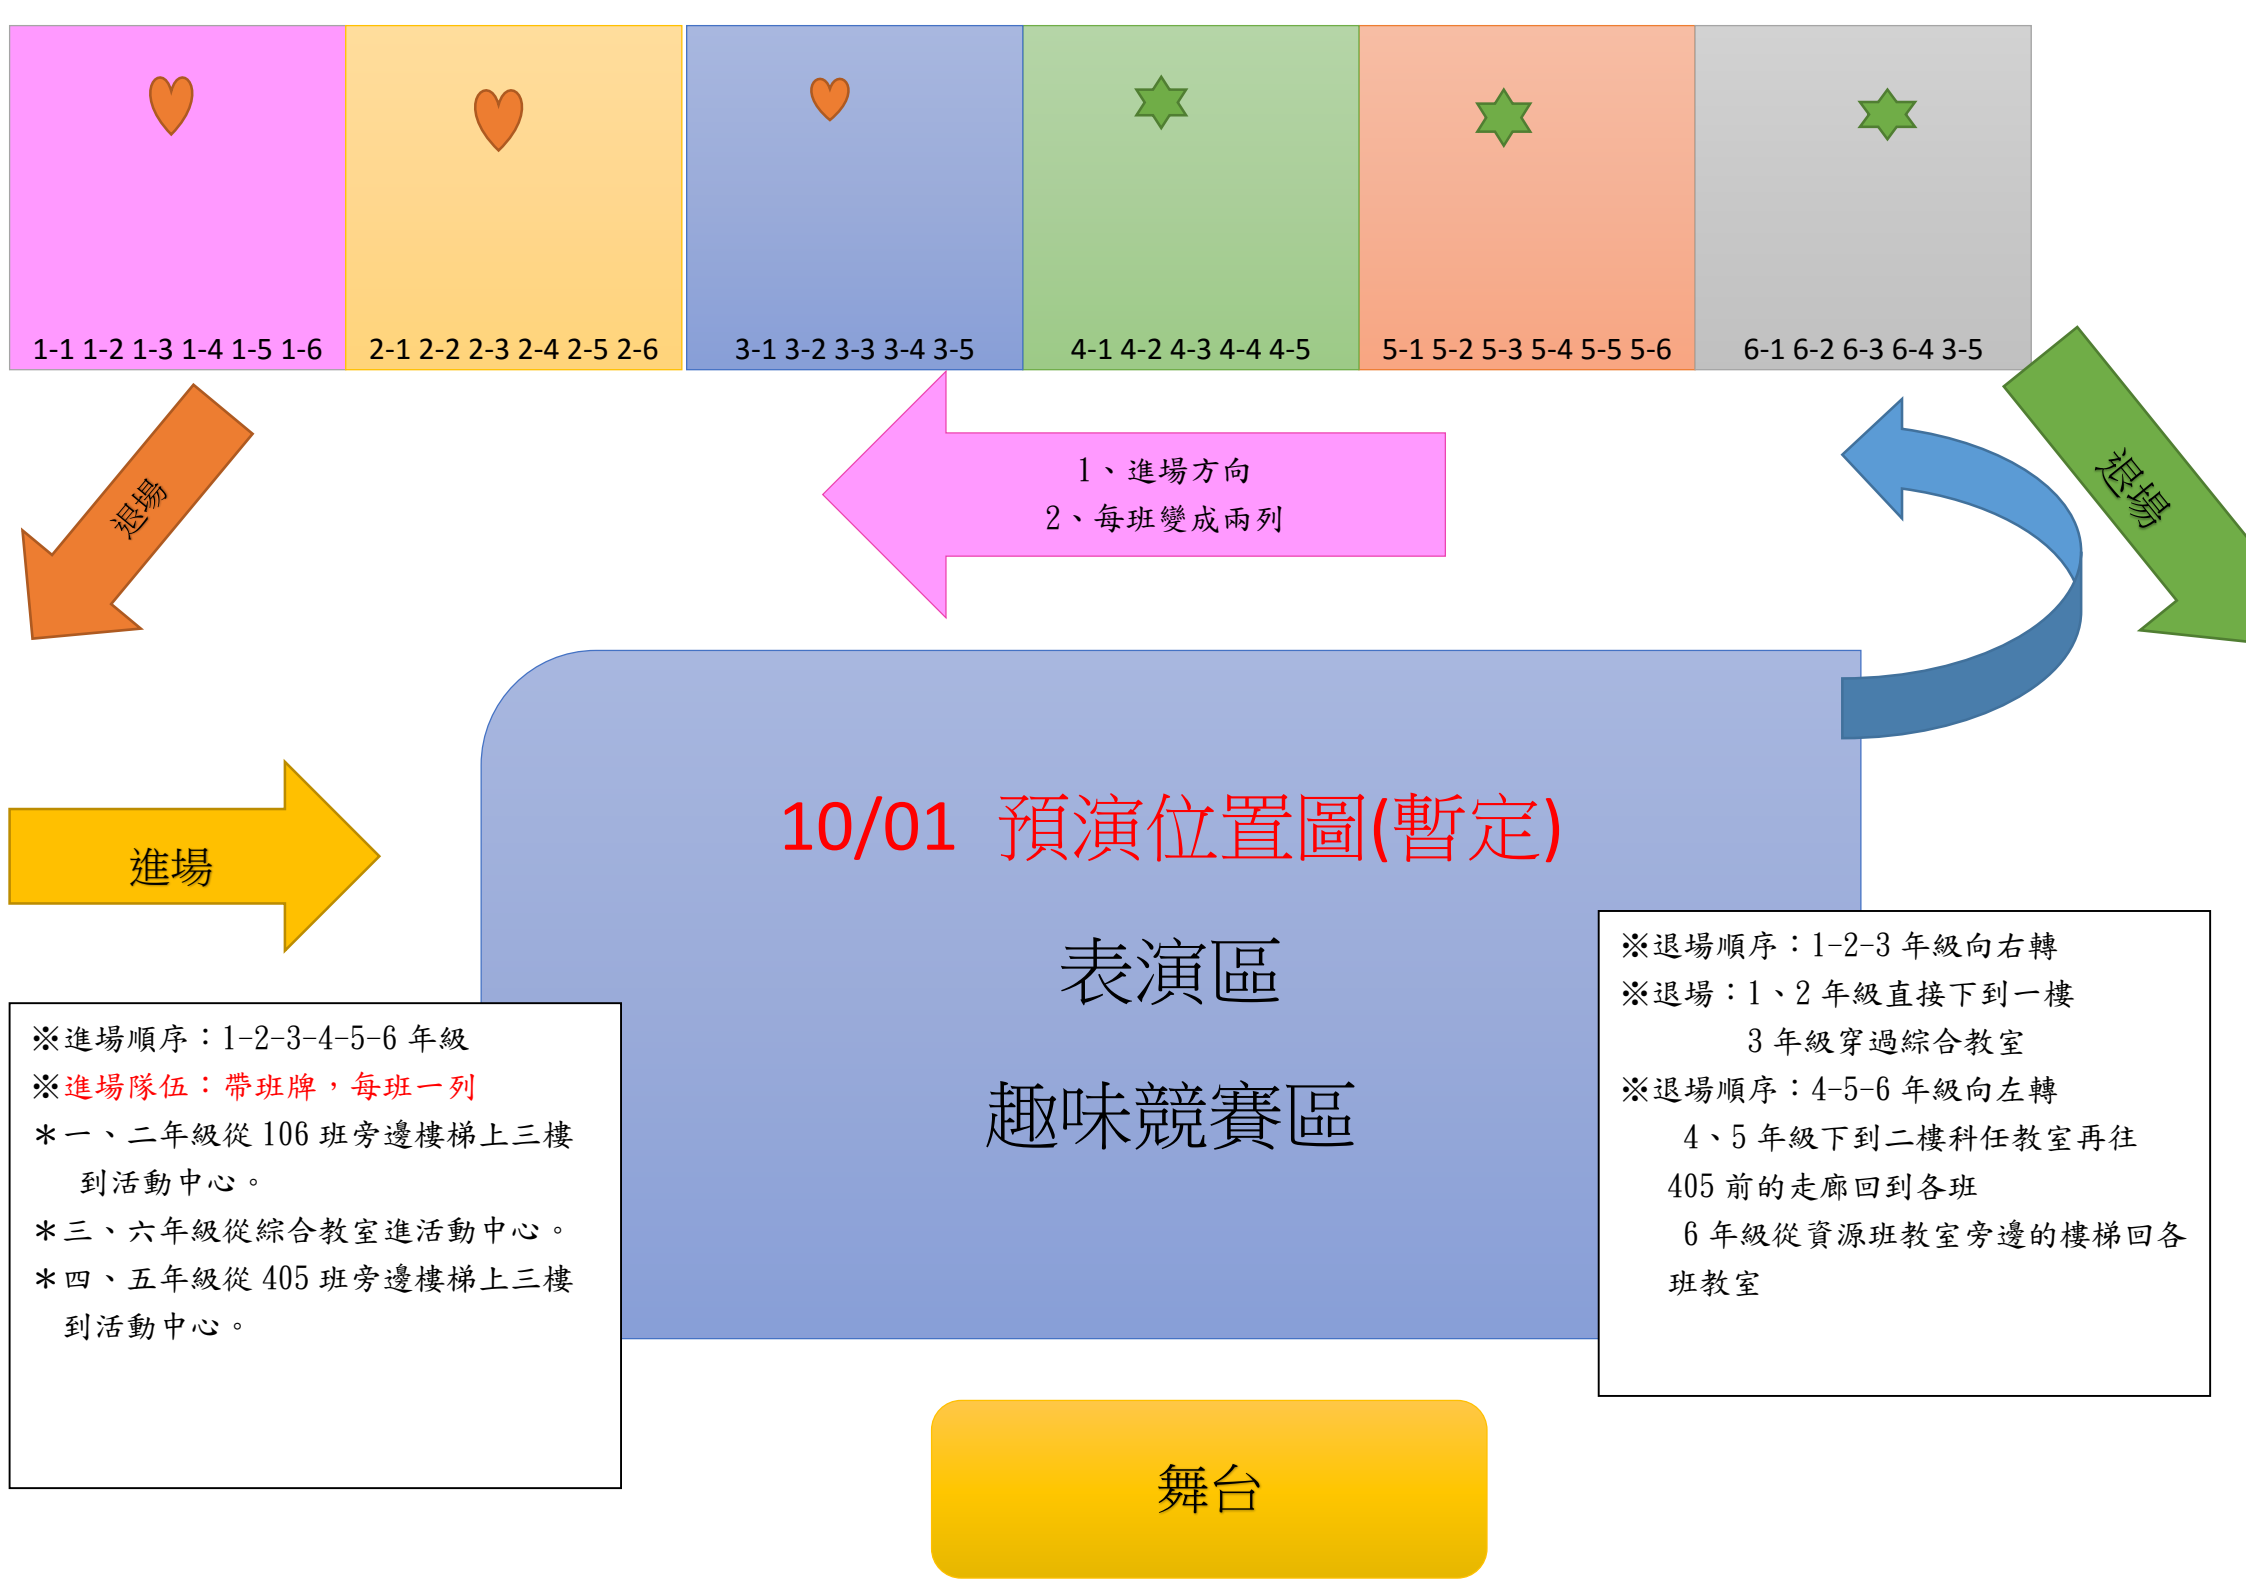 1-1 1-2 1-3 1-4 1-5 1-6
2-1 2-2 2-3 2-4 2-5 2-6
3-1 3-2 3-3 3-4 3-5
4-1 4-2 4-3 4-4 4-5
5-1 5-2 5-3 5-4 5-5 5-6
6-1 6-2 6-3 6-4 3-5
退場
1、進場方向
2、每班變成兩列
退場
進場
10/01 預演位置圖(暫定)
表演區
趣味競賽區
※進場順序：1-2-3-4-5-6 年級
※進場隊伍：帶班牌，每班一列
＊一、二年級從 106 班旁邊樓梯上三樓
到活動中心。
＊三、六年級從綜合教室進活動中心。
＊四、五年級從 405 班旁邊樓梯上三樓
到活動中心。
※退場順序：1-2-3 年級向右轉
※退場：1、2 年級直接下到一樓
3 年級穿過綜合教室
※退場順序：4-5-6 年級向左轉
4、5 年級下到二樓科任教室再往
405 前的走廊回到各班
6 年級從資源班教室旁邊的樓梯回各
班教室
舞台